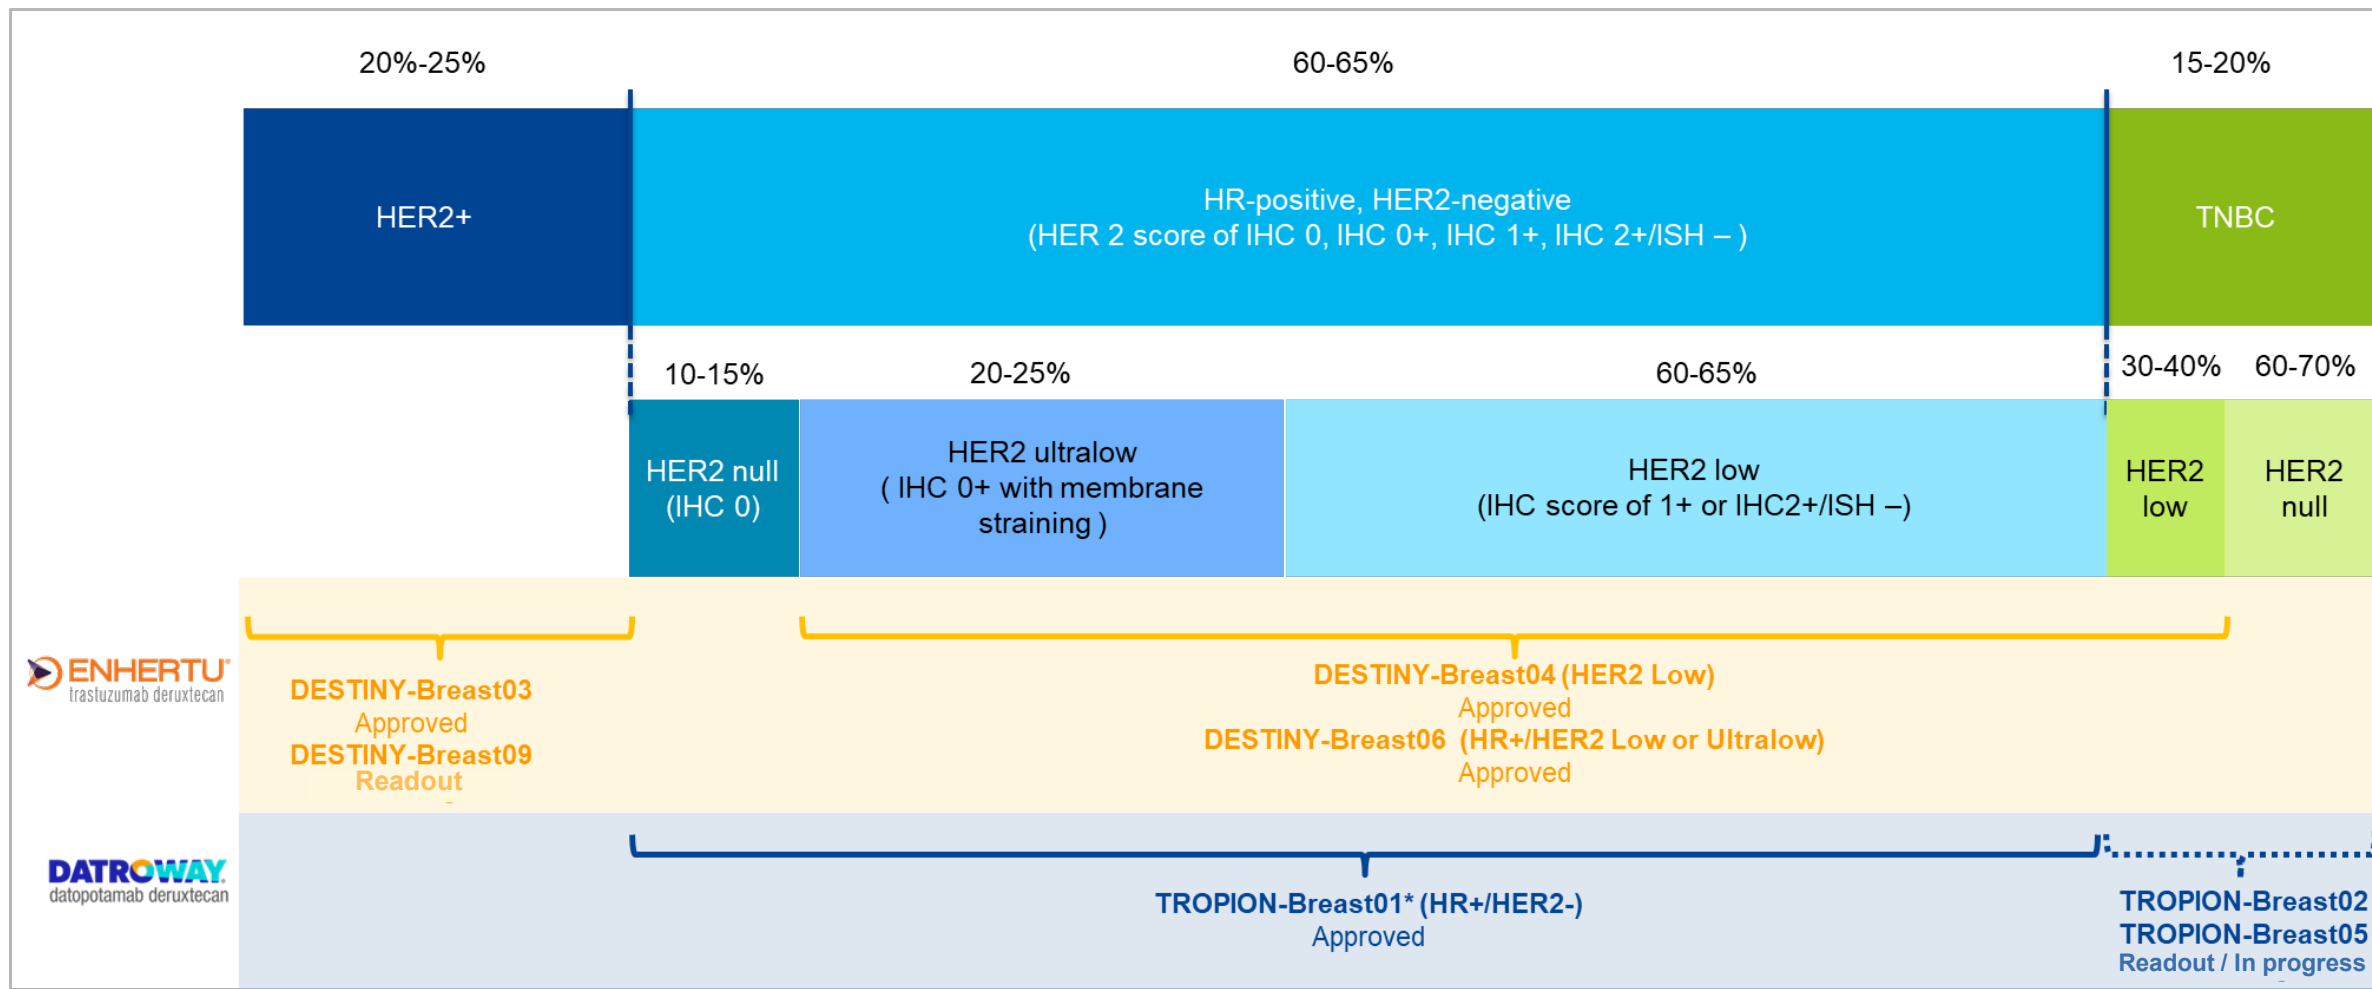 20%-25%
60-65%
15-20%
HER2+
HR-positive, HER2-negative
(HER 2 score of IHC 0, IHC 0+, IHC 1+, IHC 2+/ISH – )
TNBC
10-15%
20-25%
60-65%
30-40%
60-70%
HER2 null
(IHC 0)
HER2 ultralow
( IHC 0+ with membrane
straining )
HER2 low
(IHC score of 1+ or IHC2+/ISH –)
HER2
low
HER2
null
ENHERTU®
trastuzumab deruxtecan
DESTINY-Breast03
Approved
DESTINY-Breast09
Readout
DESTINY-Breast04 (HER2 Low)
Approved
DESTINY-Breast06 (HR+/HER2 Low or Ultralow)
Approved
DATROWAY.
datopotamab deruxtecan
TROPION-Breast01* (HR+/HER2-)
Approved
TROPION-Breast02
TROPION-Breast05
Readout / In progress